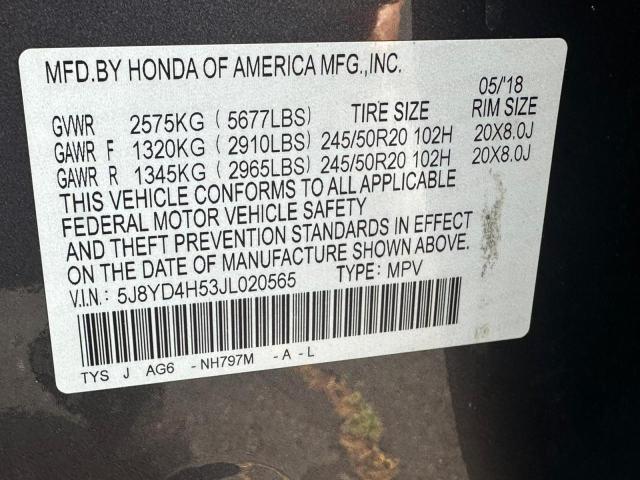 MFD.BY HONDA OF AMERICA MFG.,INC.
05/'18
GVWR 2575KG ( 5677LBS) TIRE SIZE RIM SIZE
GAWR F 1320KG ( 2910LBS) 245/50R20 102H 20X8.0J
GAWR R 1345KG ( 2965LBS) 245/50R20 102H 20X8.0J
THIS VEHICLE CONFORMS TO ALL APPLICABLE
FEDERAL MOTOR VEHICLE SAFETY
AND THEFT PREVENTION STANDARDS IN EFFECT
ON THE DATE OF MANUFACTURE SHOWN ABOVE.
V.I.N.: 5J8YD4H53JL020565 TYPE: MPV
TYS J AG6 -NH797M -A -L